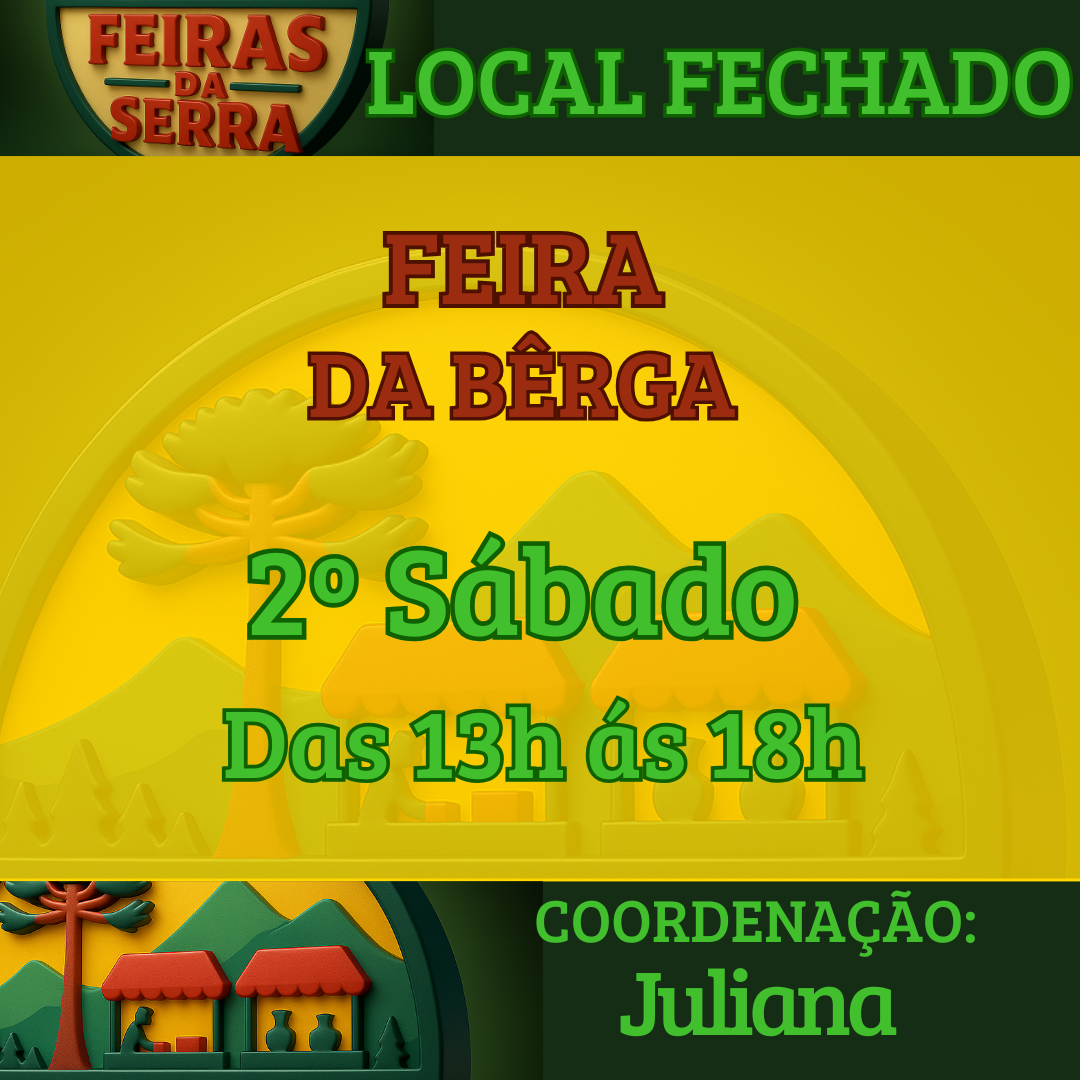 FEIRAS
DA
SERRA
LOCAL FECHADO
FEIRA
DA BÊRGA
2º Sábado
Das 13h ás 18h
COORDENAÇÃO:
Juliana